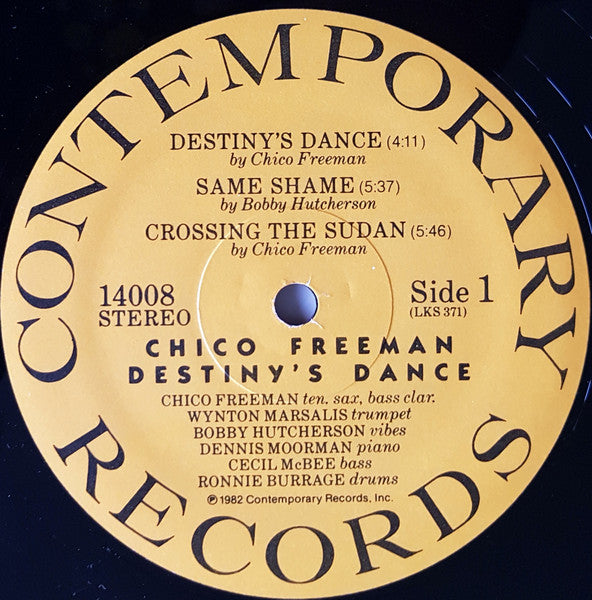 CONTEMPORARY
DESTINY'S DANCE (4:11)
by Chico Freeman
SAME SHAME (5:37)
by Bobby Hutcherson
CROSSING THE SUDAN (5:46)
by Chico Freeman
14008
STEREO
Side 1
(LKS 371)
CHICO FREEMAN
DESTINY'S DANCE
CHICO FREEMAN ten. sax, bass clar.
WYNTON MARSALIS trumpet
BOBBY HUTCHERSON vibes
DENNIS MOORMAN piano
CECIL McBEE bass
RONNIE BURRAGE drums
℗ 1982 Contemporary Records, Inc.
RECORDS